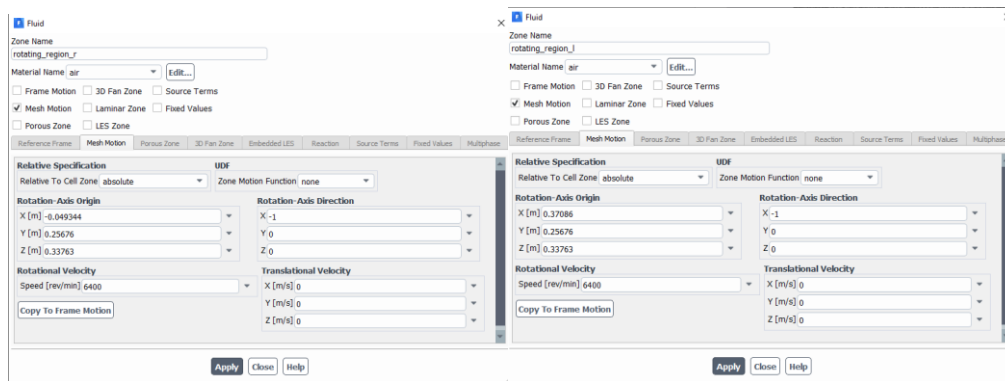 Fluid
Zone Name
rotating_region_r
Material Name air Edit...
Frame Motion 3D Fan Zone Source Terms
Mesh Motion Laminar Zone Fixed Values
Porous Zone LES Zone
Reference Frame Mesh Motion Porous Zone 3D Fan Zone Embedded LES Reaction Source Terms Fixed Values Multiphase
Relative Specification UDF
Relative To Cell Zone absolute Zone Motion Function none
Rotation-Axis Origin Rotation-Axis Direction
X [m] -0.049344 X -1
Y [m] 0.25676 Y 0
Z [m] 0.33763 Z 0
Rotational Velocity Translational Velocity
Speed [rev/min] 6400 X [m/s] 0
Copy To Frame Motion Y [m/s] 0
Z [m/s] 0
Apply Close Help
Fluid
Zone Name
rotating_region_l
Material Name air Edit...
Frame Motion 3D Fan Zone Source Terms
Mesh Motion Laminar Zone Fixed Values
Porous Zone LES Zone
Reference Frame Mesh Motion Porous Zone 3D Fan Zone Embedded LES Reaction Source Terms Fixed Values Multiphase
Relative Specification UDF
Relative To Cell Zone absolute Zone Motion Function none
Rotation-Axis Origin Rotation-Axis Direction
X [m] 0.37086 X -1
Y [m] 0.25676 Y 0
Z [m] 0.33763 Z 0
Rotational Velocity Translational Velocity
Speed [rev/min] 6400 X [m/s] 0
Copy To Frame Motion Y [m/s] 0
Z [m/s] 0
Apply Close Help